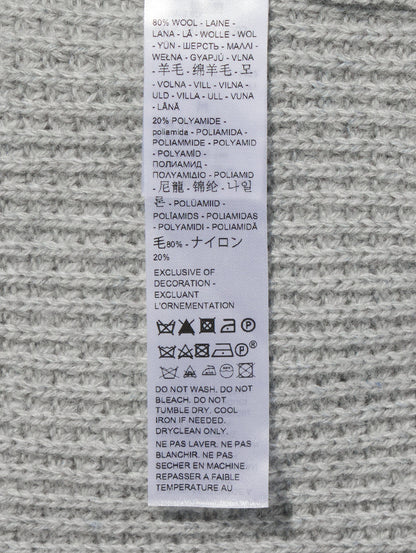 80% WOOL - LAINE -
LANA - LÃ - WOLLE - WOL
- YÜN - ШЕРСТЬ - ΜΑΛΛΙ -
WEŁNA - GYAPJÚ - VLNA
- 羊毛 - 绵羊毛 - 모
- VOLNA - VILL - VILNA -
ULD - VILLA - ULL - VUNA
- LÂNĂ
20% POLYAMIDE -
poliamida - POLIAMIDA -
POLIAMMIDE - POLYAMID
- POLYAMİD -
ПОЛИАМИД -
ΠΟΛΥΑΜΙΔΙΟ - POLIAMID
- 尼龍 - 锦纶 - 나일
론 - POLÜAMIID -
POLIAMĪDS - POLIAMIDAS
- POLYAMIDI - POLIAMIDĂ
毛80% - ナイロン
20%
EXCLUSIVE OF
DECORATION -
EXCLUANT
L'ORNEMENTATION
P
P®
DO NOT WASH. DO NOT
BLEACH. DO NOT
TUMBLE DRY. COOL
IRON IF NEEDED.
DRYCLEAN ONLY.
NE PAS LAVER. NE PAS
BLANCHIR. NE PAS
SECHER EN MACHINE.
REPASSER A FAIBLE
TEMPERATURE AU